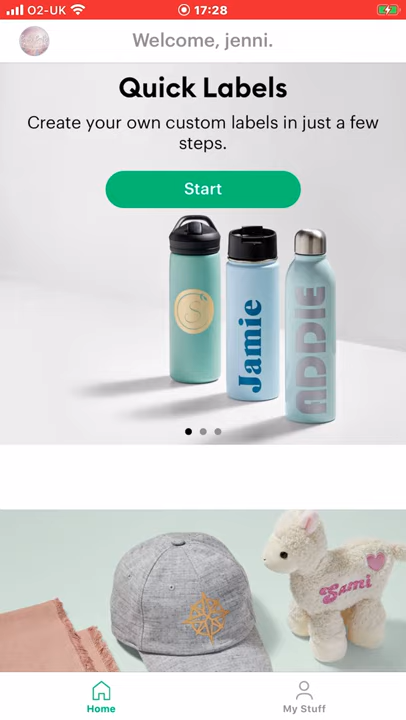 O2-UK 17:28
Welcome, jenni.
Quick Labels
Create your own custom labels in just a few
steps.
Start
S
Jamie
ADDIE
Sami
Home
My Stuff